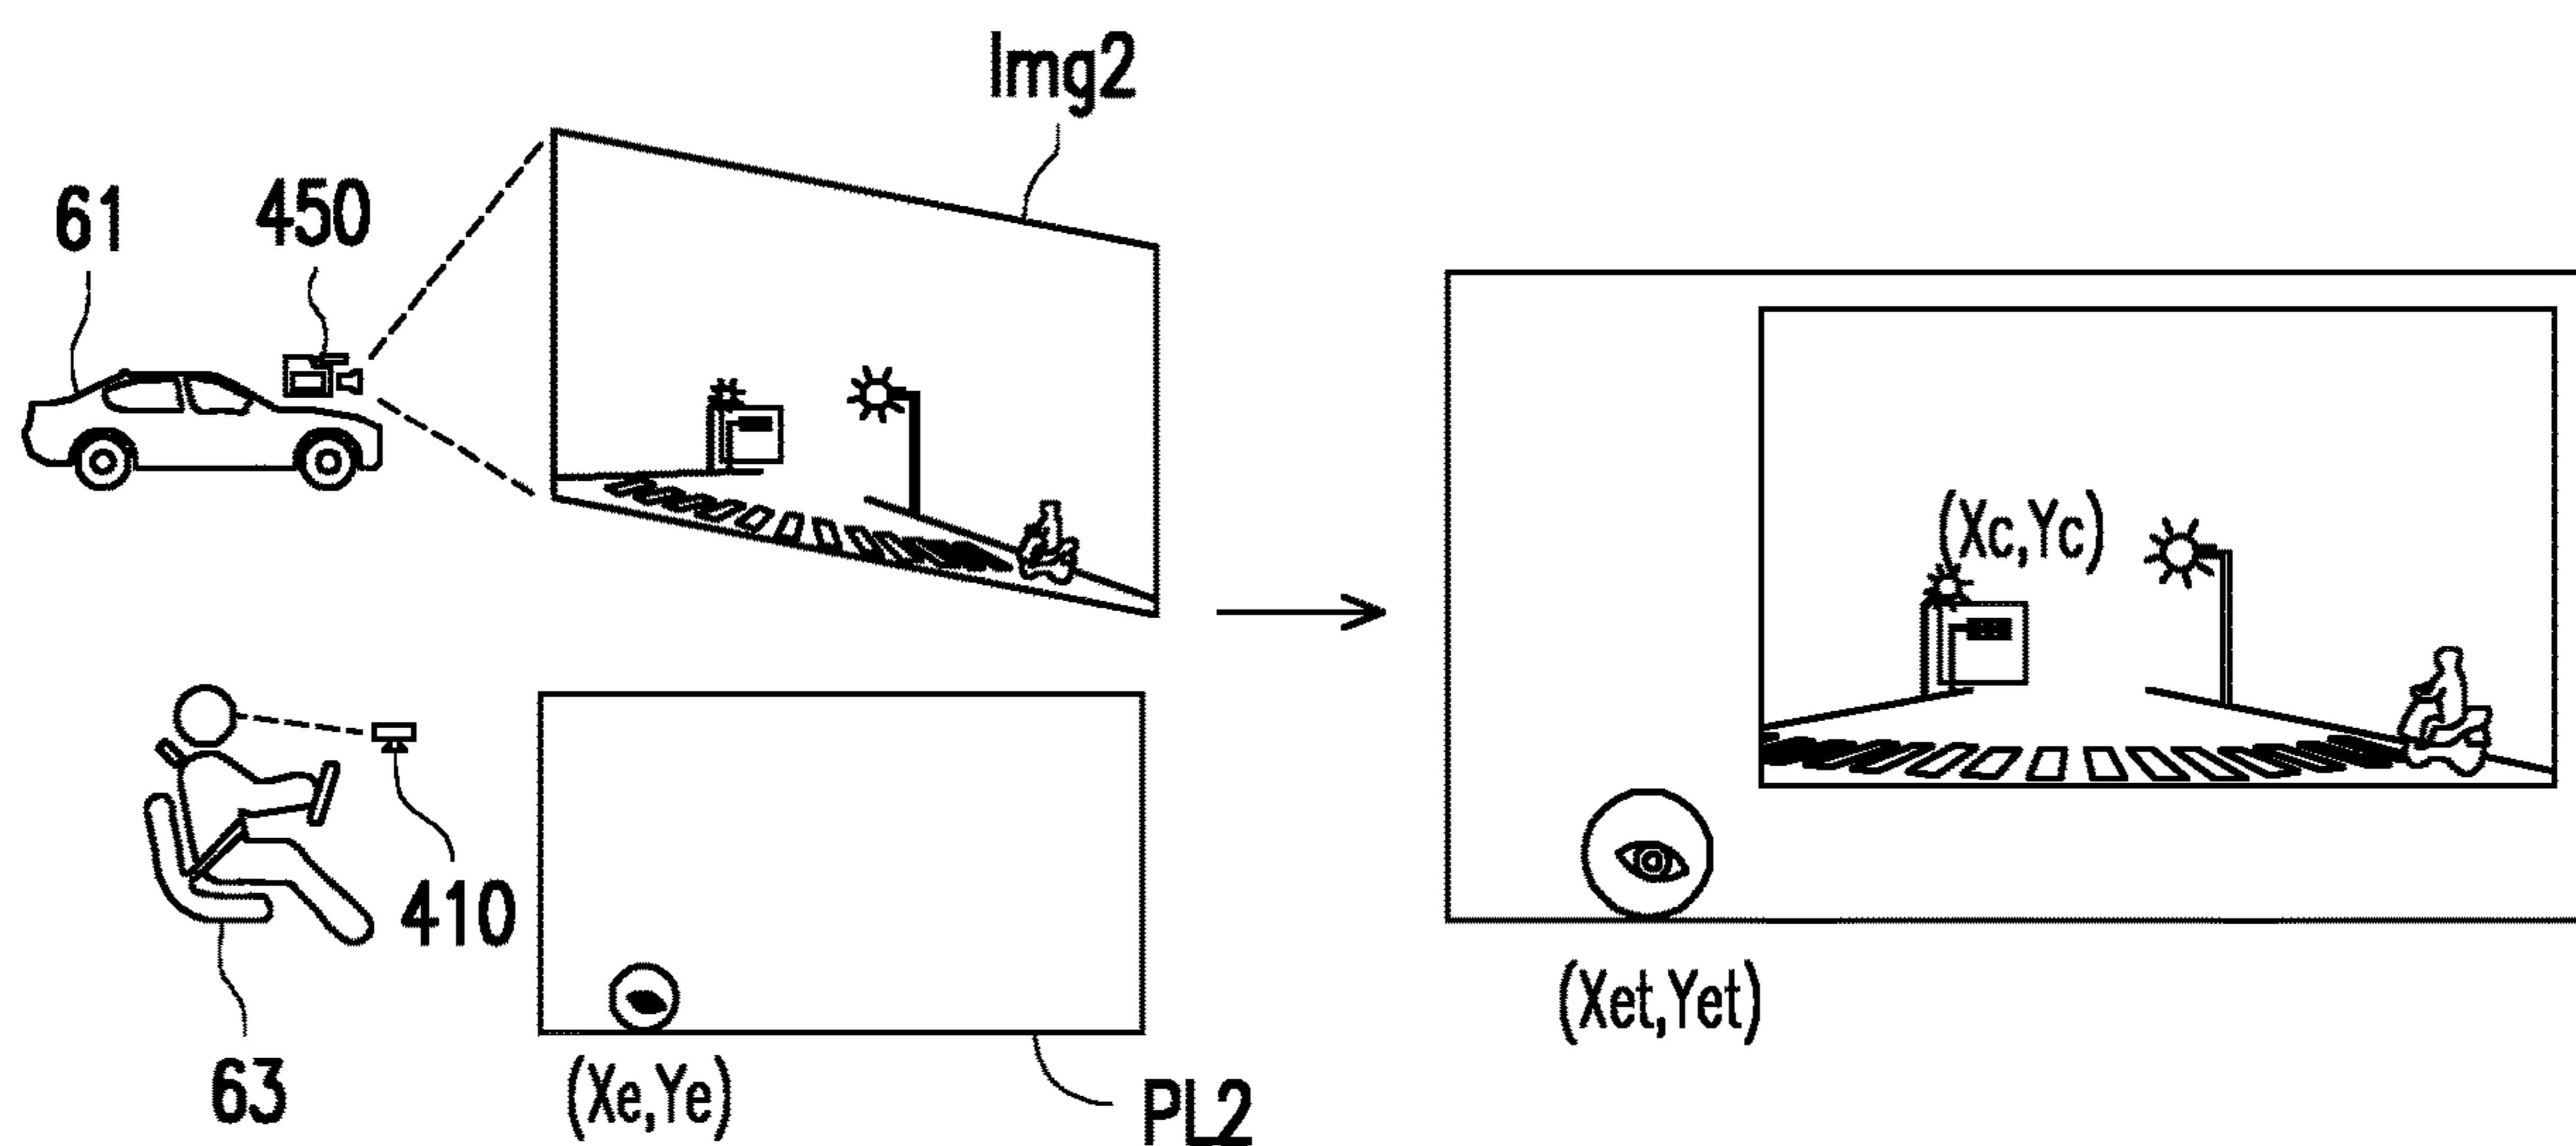 Img2
61
450
(Xc,Yc)
410
(Xet,Yet)
63
(Xe,Ye)
PL2